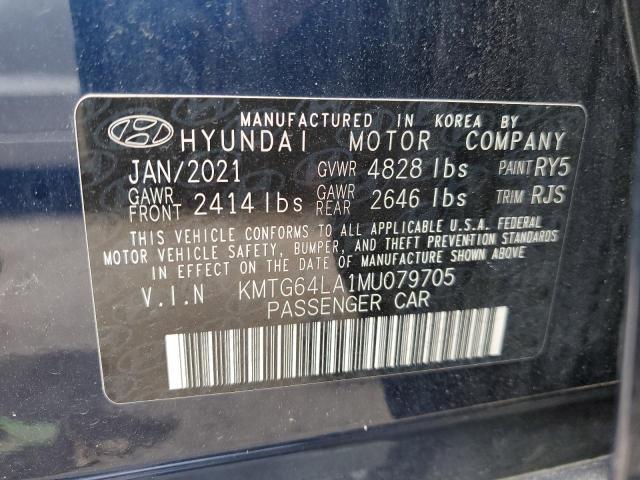 MANUFACTURED IN KOREA BY
HYUNDAI MOTOR COMPANY
JAN/2021 GVWR 4828 lbs PAINT RY5
GAWR FRONT 2414 lbs GAWR REAR 2646 lbs TRIM RJS
THIS VEHICLE CONFORMS TO ALL APPLICABLE U.S.A. FEDERAL
MOTOR VEHICLE SAFETY, BUMPER, AND THEFT PREVENTION STANDARDS
IN EFFECT ON THE DATE OF MANUFACTURE SHOWN ABOVE.
V.I.N KMTG64LA1MU079705
PASSENGER CAR